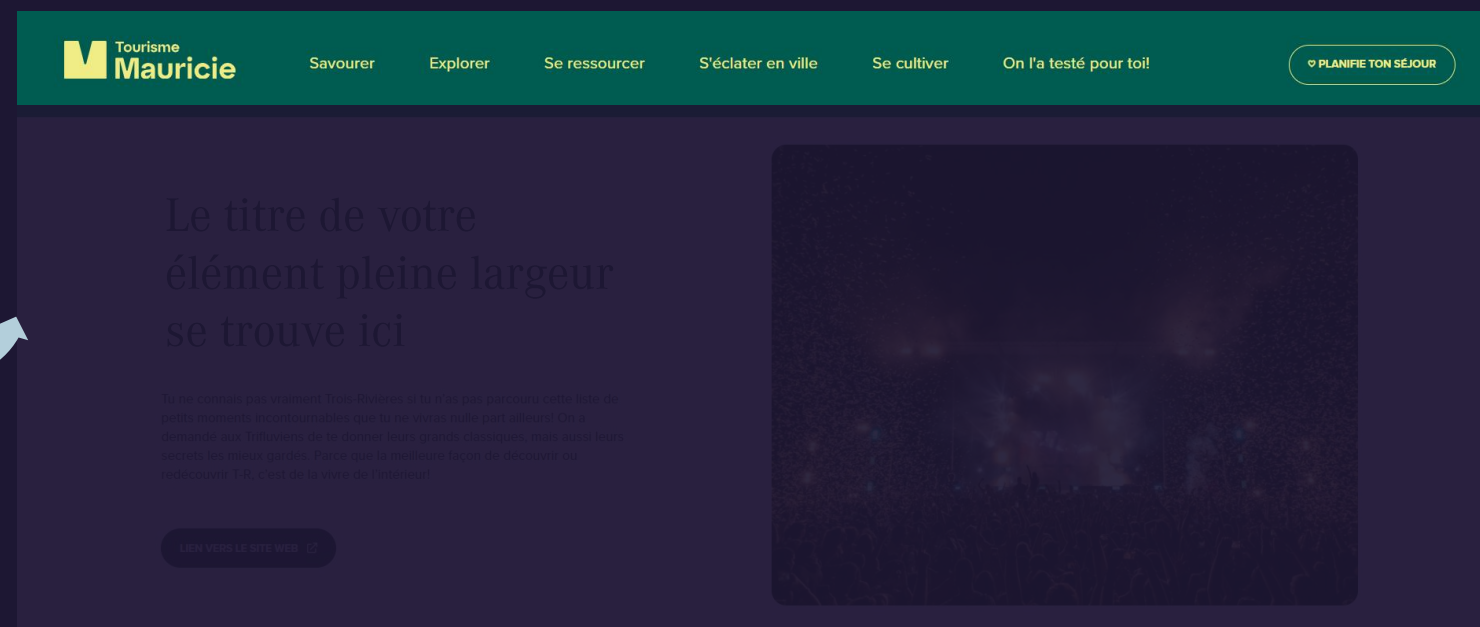 Tourisme
Mauricie
Savourer Explorer Se ressourcer S'éclater en ville Se cultiver On l'a testé pour toi!
♡ PLANIFIE TON SÉJOUR
Le titre de votre
élément pleine largeur
se trouve ici
Tu ne connais pas vraiment Trois-Rivières si tu n'as pas parcouru cette liste de
petits moments incontournables que tu ne vivras nulle part ailleurs! On a
demandé aux Trifluviens de te donner leurs grands classiques, mais aussi leurs
secrets les mieux gardés. Parce que la meilleure façon de découvrir ou
redécouvrir T-R, c'est de la vivre de l'intérieur!
LIEN VERS LE SITE WEB